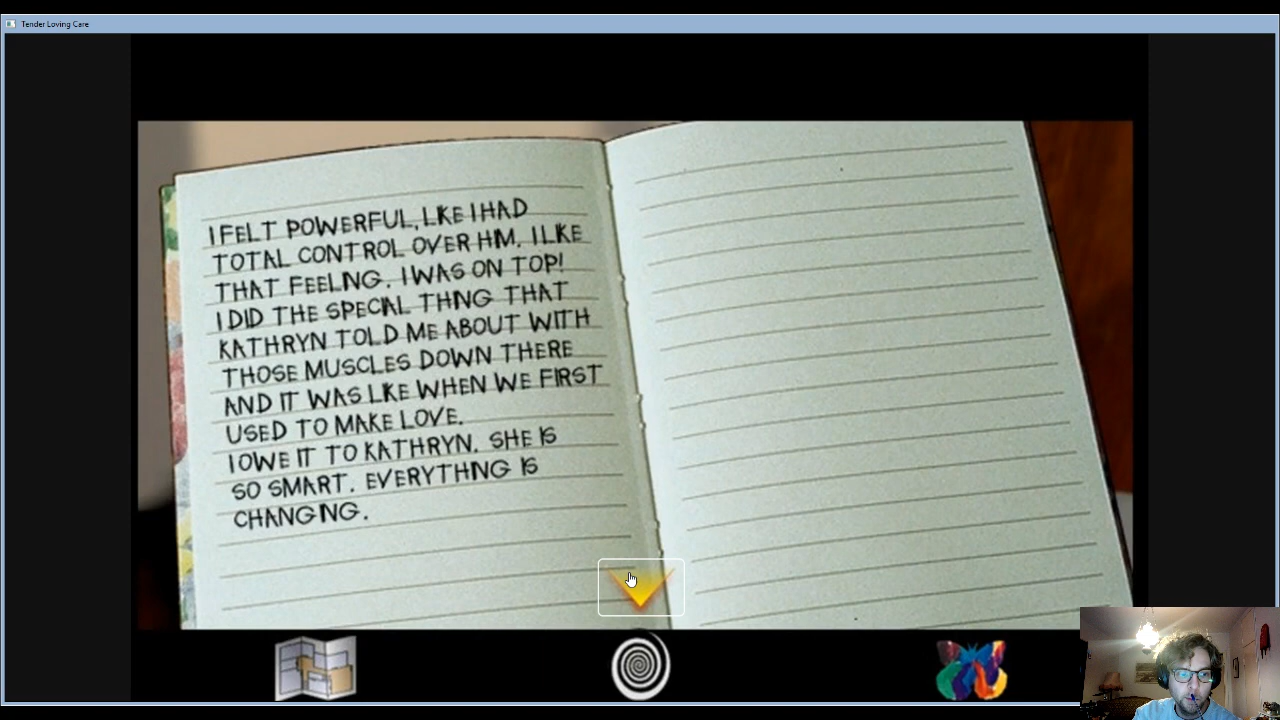 Tender Loving Care
I FELT POWERFUL, LIKE I HAD
TOTAL CONTROL OVER HIM. I LIKE
THAT FEELING. I WAS ON TOP!
I DID THE SPECIAL THING THAT
KATHRYN TOLD ME ABOUT WITH
THOSE MUSCLES DOWN THERE
AND IT WAS LIKE WHEN WE FIRST
USED TO MAKE LOVE.
I OWE IT TO KATHRYN. SHE IS
SO SMART. EVERYTHING IS
CHANGING.